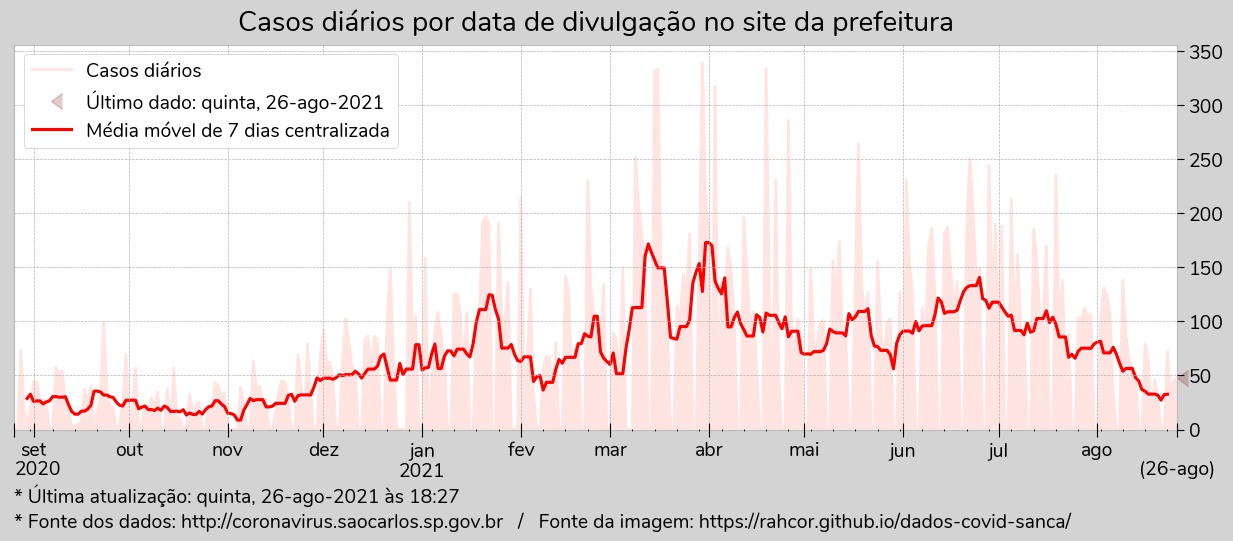 Casos diários por data de divulgação no site da prefeitura
Casos diários
Último dado: quinta, 26-ago-2021
Média móvel de 7 dias centralizada
350
300
250
200
150
100
50
0
set out nov dez jan fev mar abr mai jun jul ago
2020 2021 (26-ago)
* Última atualização: quinta, 26-ago-2021 às 18:27
* Fonte dos dados: http://coronavirus.saocarlos.sp.gov.br / Fonte da imagem: https://rahcor.github.io/dados-covid-sanca/